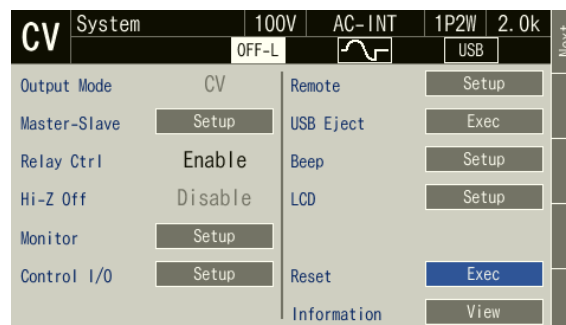 CV System 100V AC-INT 1P2W 2.0k
OFF-L USB
Next
Output Mode CV
Master-Slave Setup
Relay Ctrl Enable
Hi-Z Off Disable
Monitor Setup
Control I/O Setup
Remote Setup
USB Eject Exec
Beep Setup
LCD Setup
Reset Exec
Information View